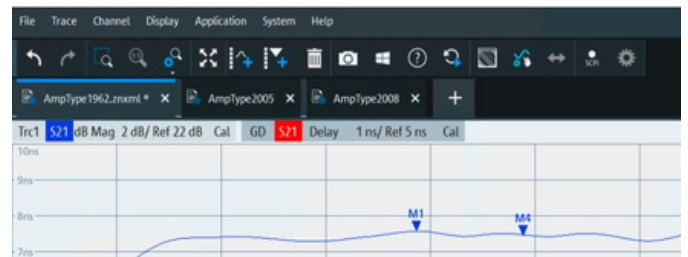 File Trace Channel Display Application System Help
SCPI
AmpType1962.znxml * × AmpType2005 × AmpType2008 × +
Trc1 S21 dB Mag 2 dB/ Ref 22 dB Cal GD S21 Delay 1 ns/ Ref 5 ns Cal
10ns
9ns
8ns
M1
M4
7ns